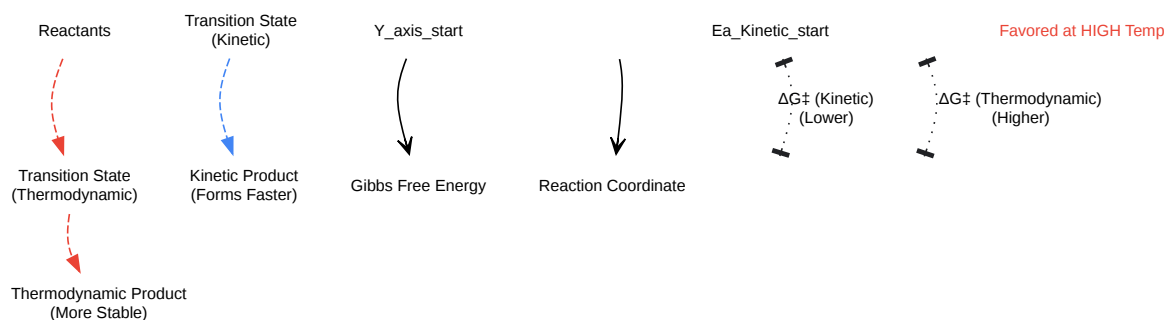 Reactants
Transition State
(Kinetic)
Y_axis_start
Ea_Kinetic_start
Favored at HIGH Temp
ΔG‡ (Kinetic)
(Lower)
ΔG‡ (Thermodynamic)
(Higher)
Transition State
(Thermodynamic)
Kinetic Product
(Forms Faster)
Gibbs Free Energy
Reaction Coordinate
Thermodynamic Product
(More Stable)